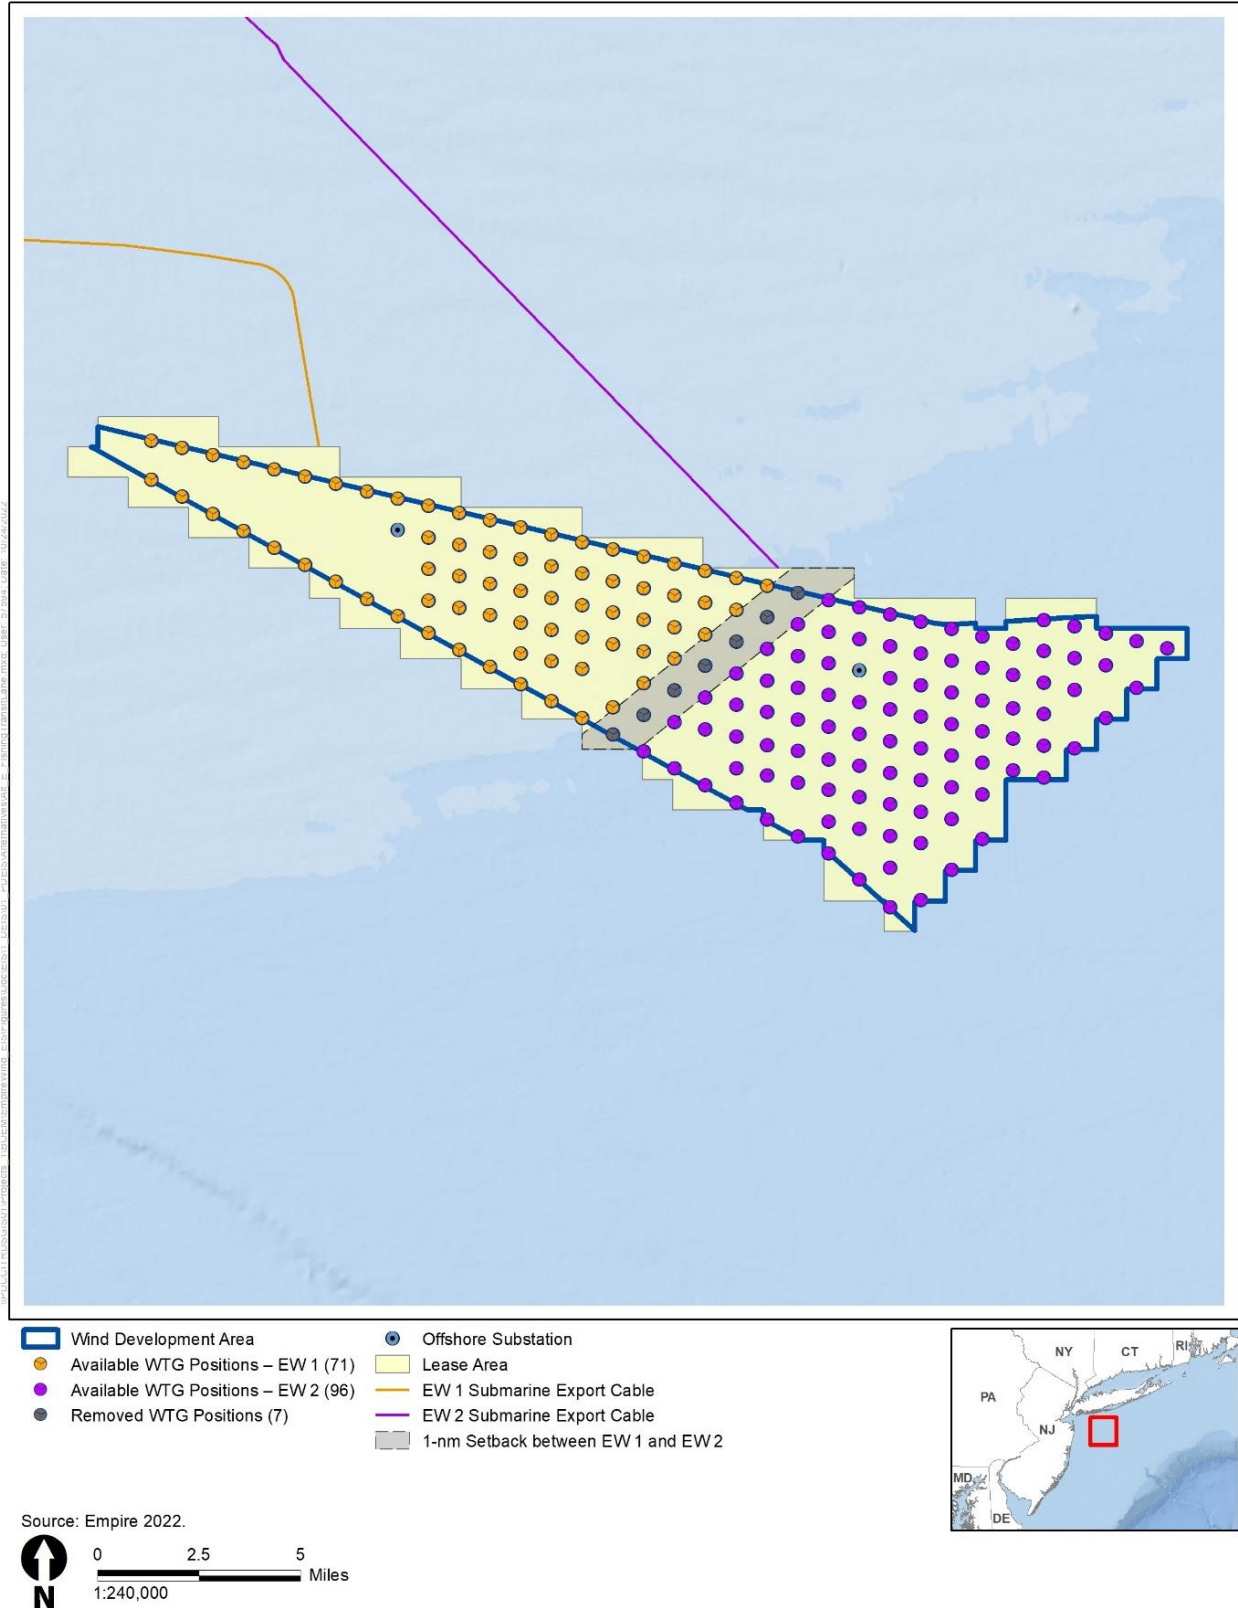 Wind Development Area
Available WTG Positions – EW 1 (71)
Available WTG Positions – EW 2 (96)
Removed WTG Positions (7)
Offshore Substation
Lease Area
EW 1 Submarine Export Cable
EW 2 Submarine Export Cable
1-nm Setback between EW 1 and EW 2
NY
CT
RI
PA
NJ
MD
DE
Source: Empire 2022.
0 2.5 5
Miles
1:240,000
N